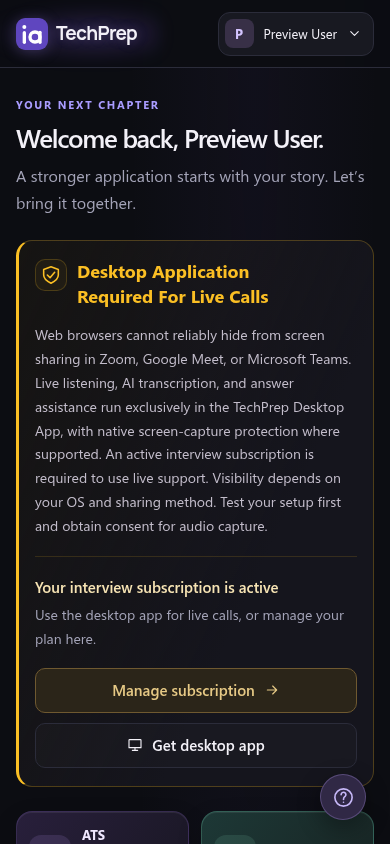 ia TechPrep
P Preview User
YOUR NEXT CHAPTER
Welcome back, Preview User.
A stronger application starts with your story. Let's
bring it together.
Desktop Application
Required For Live Calls
Web browsers cannot reliably hide from screen
sharing in Zoom, Google Meet, or Microsoft Teams.
Live listening, AI transcription, and answer
assistance run exclusively in the TechPrep Desktop
App, with native screen-capture protection where
supported. An active interview subscription is
required to use live support. Visibility depends on
your OS and sharing method. Test your setup first
and obtain consent for audio capture.
Your interview subscription is active
Use the desktop app for live calls, or manage your
plan here.
Manage subscription →
Get desktop app
?
ATS